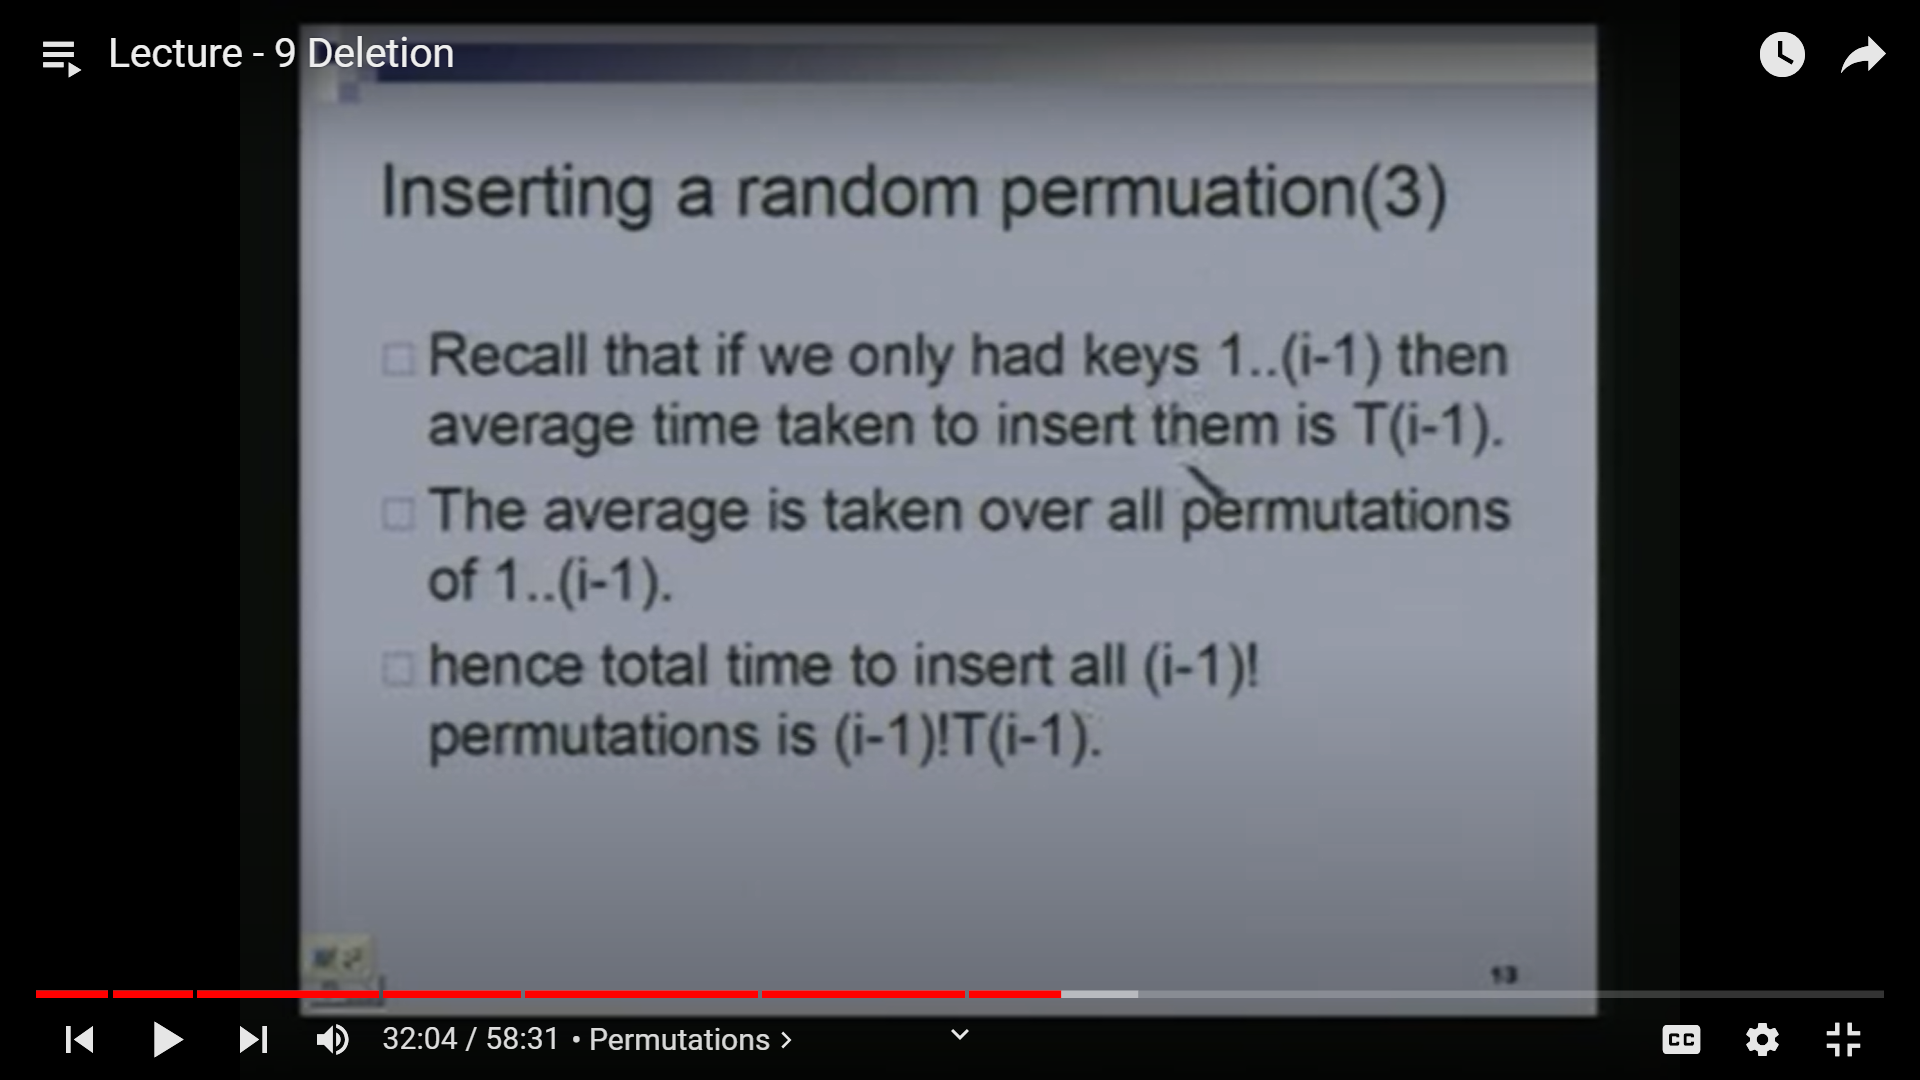 Lecture - 9 Deletion
Inserting a random permuation(3)
Recall that if we only had keys 1..(i-1) then
average time taken to insert them is T(i-1).
The average is taken over all permutations
of 1..(i-1).
hence total time to insert all (i-1)!
permutations is (i-1)!T(i-1).
13
32:04 / 58:31 • Permutations >
CC